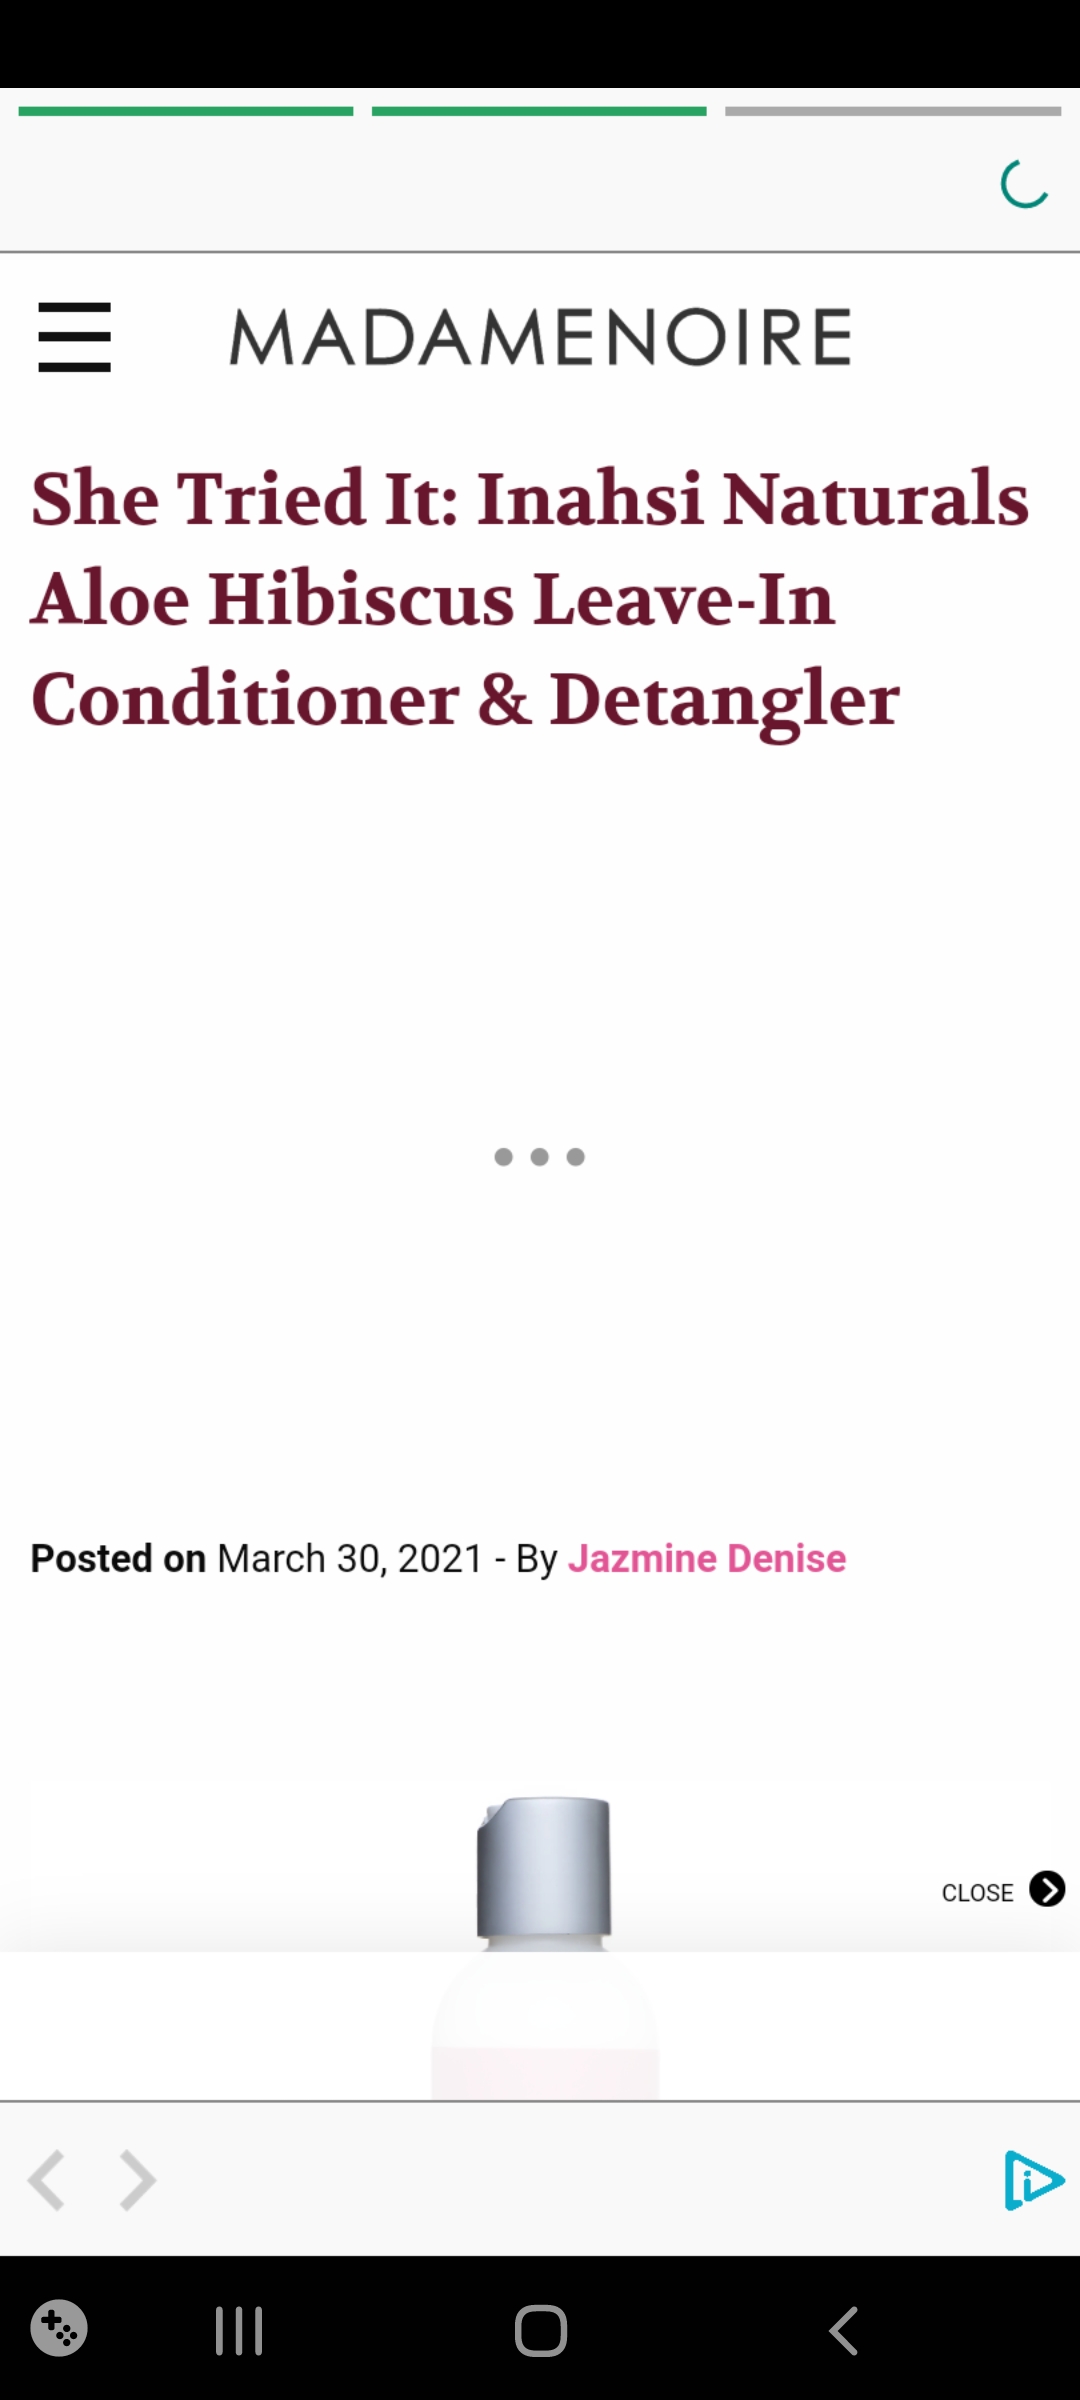 MADAMENOIRE
She Tried It: Inahsi Naturals
Aloe Hibiscus Leave-In
Conditioner & Detangler
Posted on March 30, 2021 - By Jazmine Denise
CLOSE